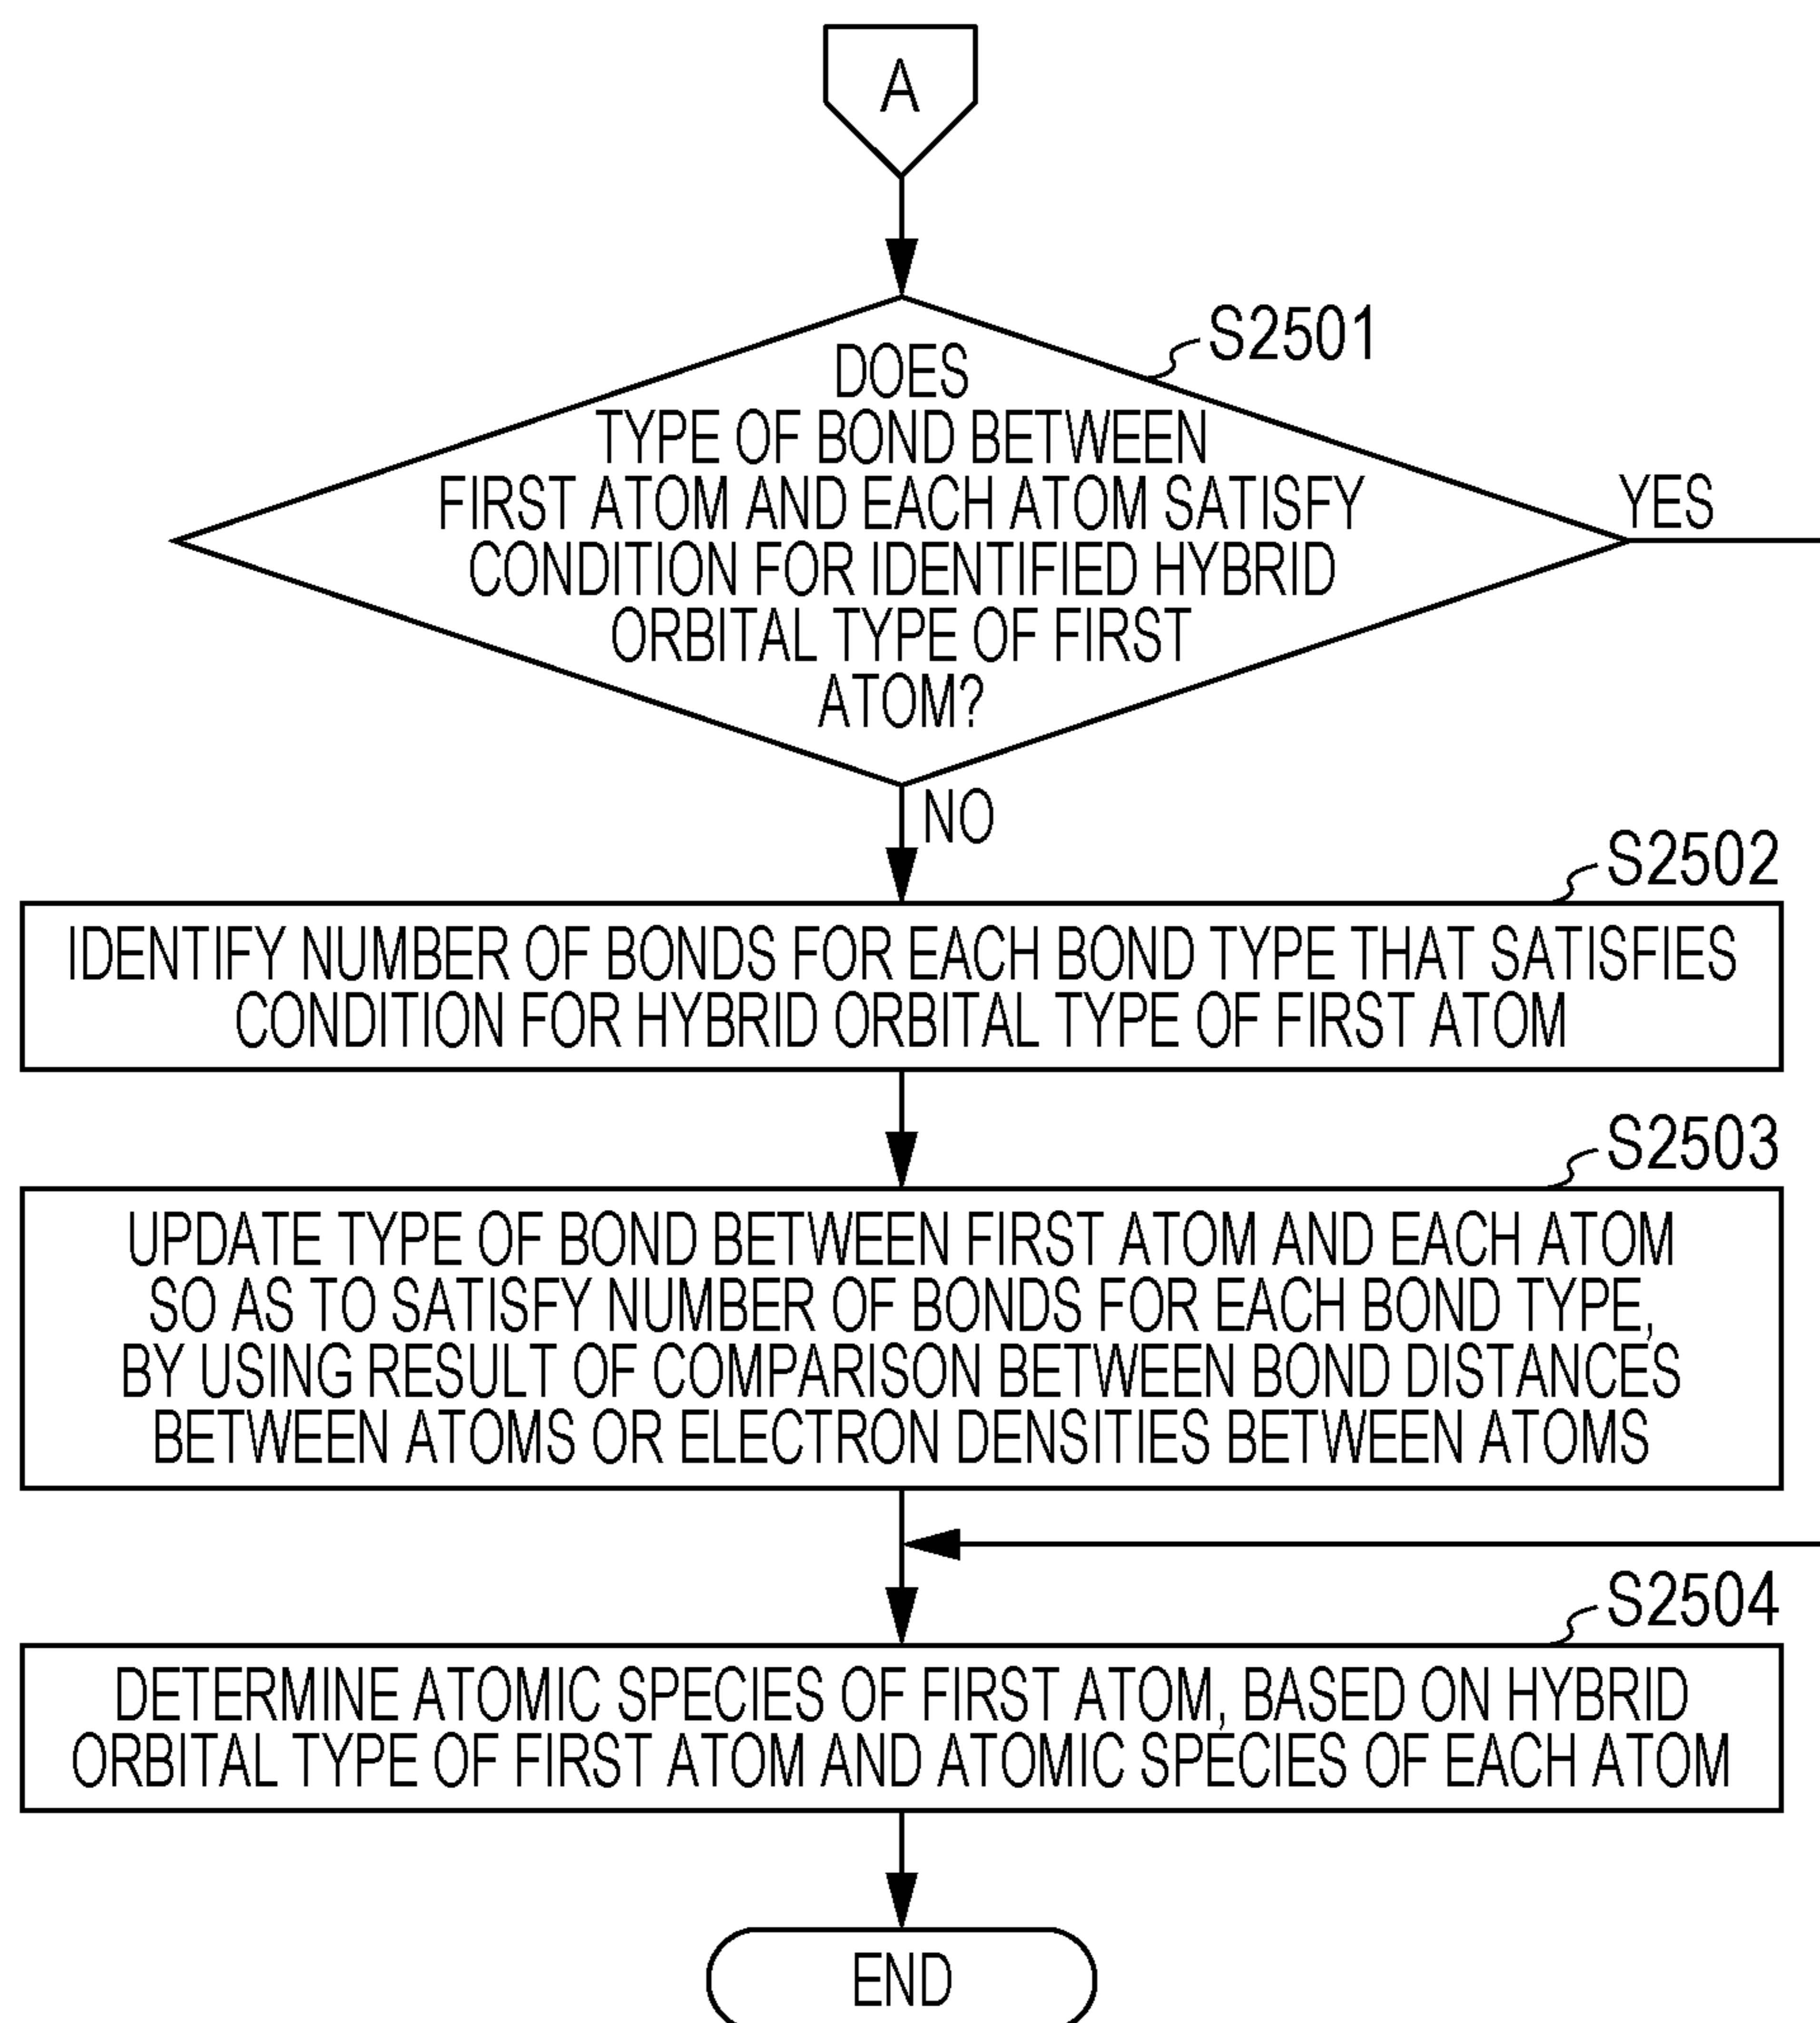 A
S2501
DOES
TYPE OF BOND BETWEEN
FIRST ATOM AND EACH ATOM SATISFY
CONDITION FOR IDENTIFIED HYBRID
ORBITAL TYPE OF FIRST
ATOM?
YES
NO
S2502
IDENTIFY NUMBER OF BONDS FOR EACH BOND TYPE THAT SATISFIES
CONDITION FOR HYBRID ORBITAL TYPE OF FIRST ATOM
S2503
UPDATE TYPE OF BOND BETWEEN FIRST ATOM AND EACH ATOM
SO AS TO SATISFY NUMBER OF BONDS FOR EACH BOND TYPE,
BY USING RESULT OF COMPARISON BETWEEN BOND DISTANCES
BETWEEN ATOMS OR ELECTRON DENSITIES BETWEEN ATOMS
S2504
DETERMINE ATOMIC SPECIES OF FIRST ATOM, BASED ON HYBRID
ORBITAL TYPE OF FIRST ATOM AND ATOMIC SPECIES OF EACH ATOM
END